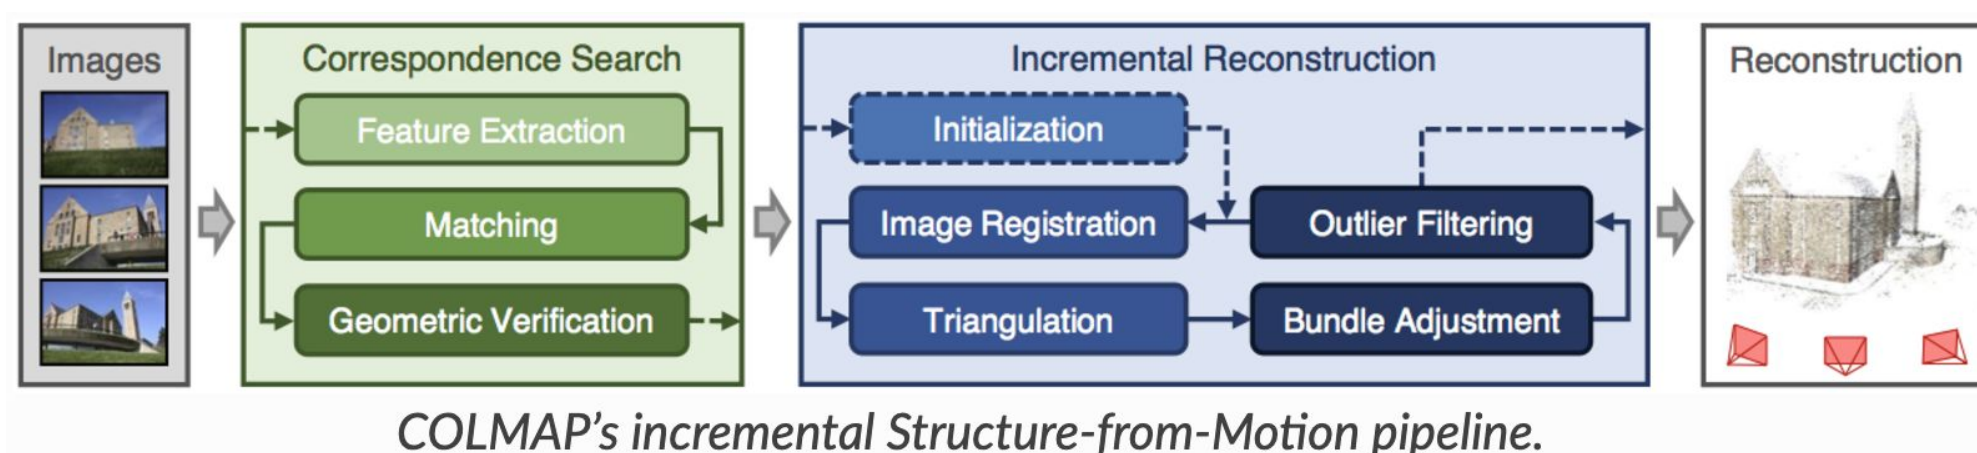 Images
Correspondence Search
Feature Extraction
Matching
Geometric Verification
Incremental Reconstruction
Initialization
Image Registration
Outlier Filtering
Triangulation
Bundle Adjustment
Reconstruction
COLMAP’s incremental Structure-from-Motion pipeline.